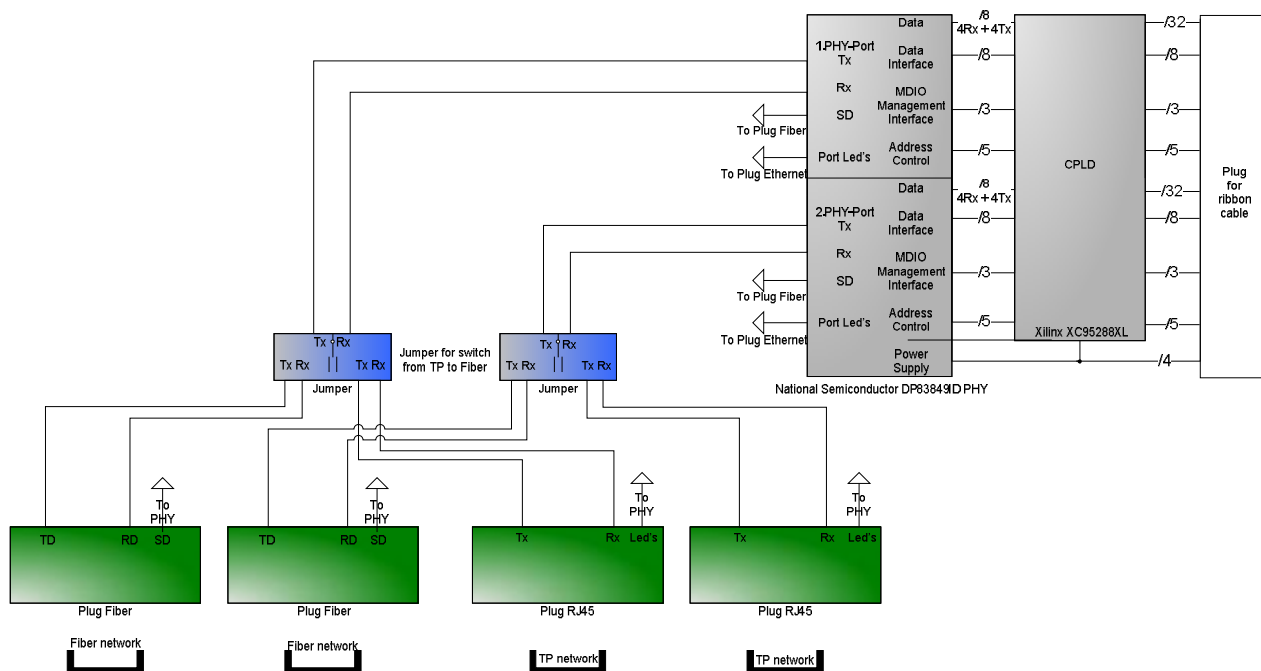 Data
/8
4Rx + 4Tx
/32
1.PHY-Port
Tx
Data
Interface
/8
/8
Rx
MDIO
Management
Interface
/3
/3
SD
To Plug Fiber
Port Led's
Address
Control
/5
/5
To Plug Ethernet
CPLD
Plug
for
ribbon
cable
Data
/8
4Rx + 4Tx
/32
2.PHY-Port
Tx
Data
Interface
/8
/8
Rx
MDIO
Management
Interface
/3
/3
SD
To Plug Fiber
Port Led's
Address
Control
/5
/5
To Plug Ethernet
Xilinx XC95288XL
Power
Supply
/4
National Semiconductor DP83849ID PHY
Tx Rx
Tx Rx Tx Rx
Jumper
Jumper for switch
from TP to Fiber
Tx Rx
Tx Rx Tx Rx
Jumper
To
PHY
To
PHY
To
PHY
To
PHY
TD RD SD
TD RD SD
Tx Rx Led's
Tx Rx Led's
Plug Fiber
Plug Fiber
Plug RJ45
Plug RJ45
Fiber network
Fiber network
TP network
TP network